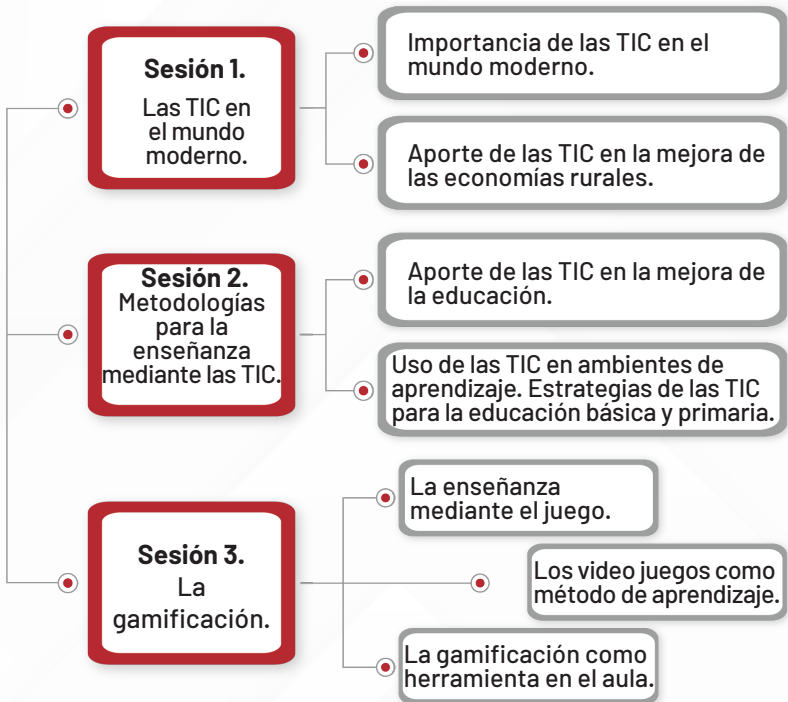 Sesión 1.
Las TIC en
el mundo
moderno.
Importancia de las TIC en el
mundo moderno.
Aporte de las TIC en la mejora de
las economías rurales.
Sesión 2.
Metodologías
para la
enseñanza
mediante las TIC.
Aporte de las TIC en la mejora de
la educación.
Uso de las TIC en ambientes de
aprendizaje. Estrategias de las TIC
para la educación básica y primaria.
Sesión 3.
La
gamificación.
La enseñanza
mediante el juego.
Los video juegos como
método de aprendizaje.
La gamificación como
herramienta en el aula.